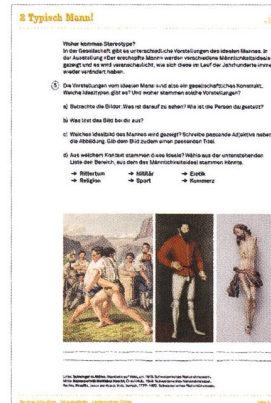 2 Typisch Mann!
Woher kommen Stereotype?
In der Gesellschaft gibt es unterschiedliche Vorstellungen des idealen Mannes. In
der Ausstellung «Der erschöpfte Mann» werden verschiedene Männlichkeitsideale
gezeigt und es wird veranschaulicht, wie sich diese im Lauf der Jahrhunderte immer
wieder verändert haben.
5 Die Vorstellungen vom idealen Mann sind also ein gesellschaftliches Konstrukt.
Welche Idealtypen gibt es? Und woher stammen solche Vorstellungen?
a) Betrachte die Bilder: Was ist darauf zu sehen? Wie ist die Person dargestellt?
b) Was löst das Bild bei dir aus?
c) Welches Idealbild des Mannes wird gezeigt? Schreibe passende Adjektive neben
die Abbildung. Gib dem Bild zudem einen passenden Titel.
d) Aus welchem Kontext stammen diese Ideale? Wähle aus der untenstehenden
Liste den Bereich, aus dem das Männlichkeitsideal stammen könnte.
→ Rittertum → Militär → Erotik
→ Religion → Sport → Kommerz